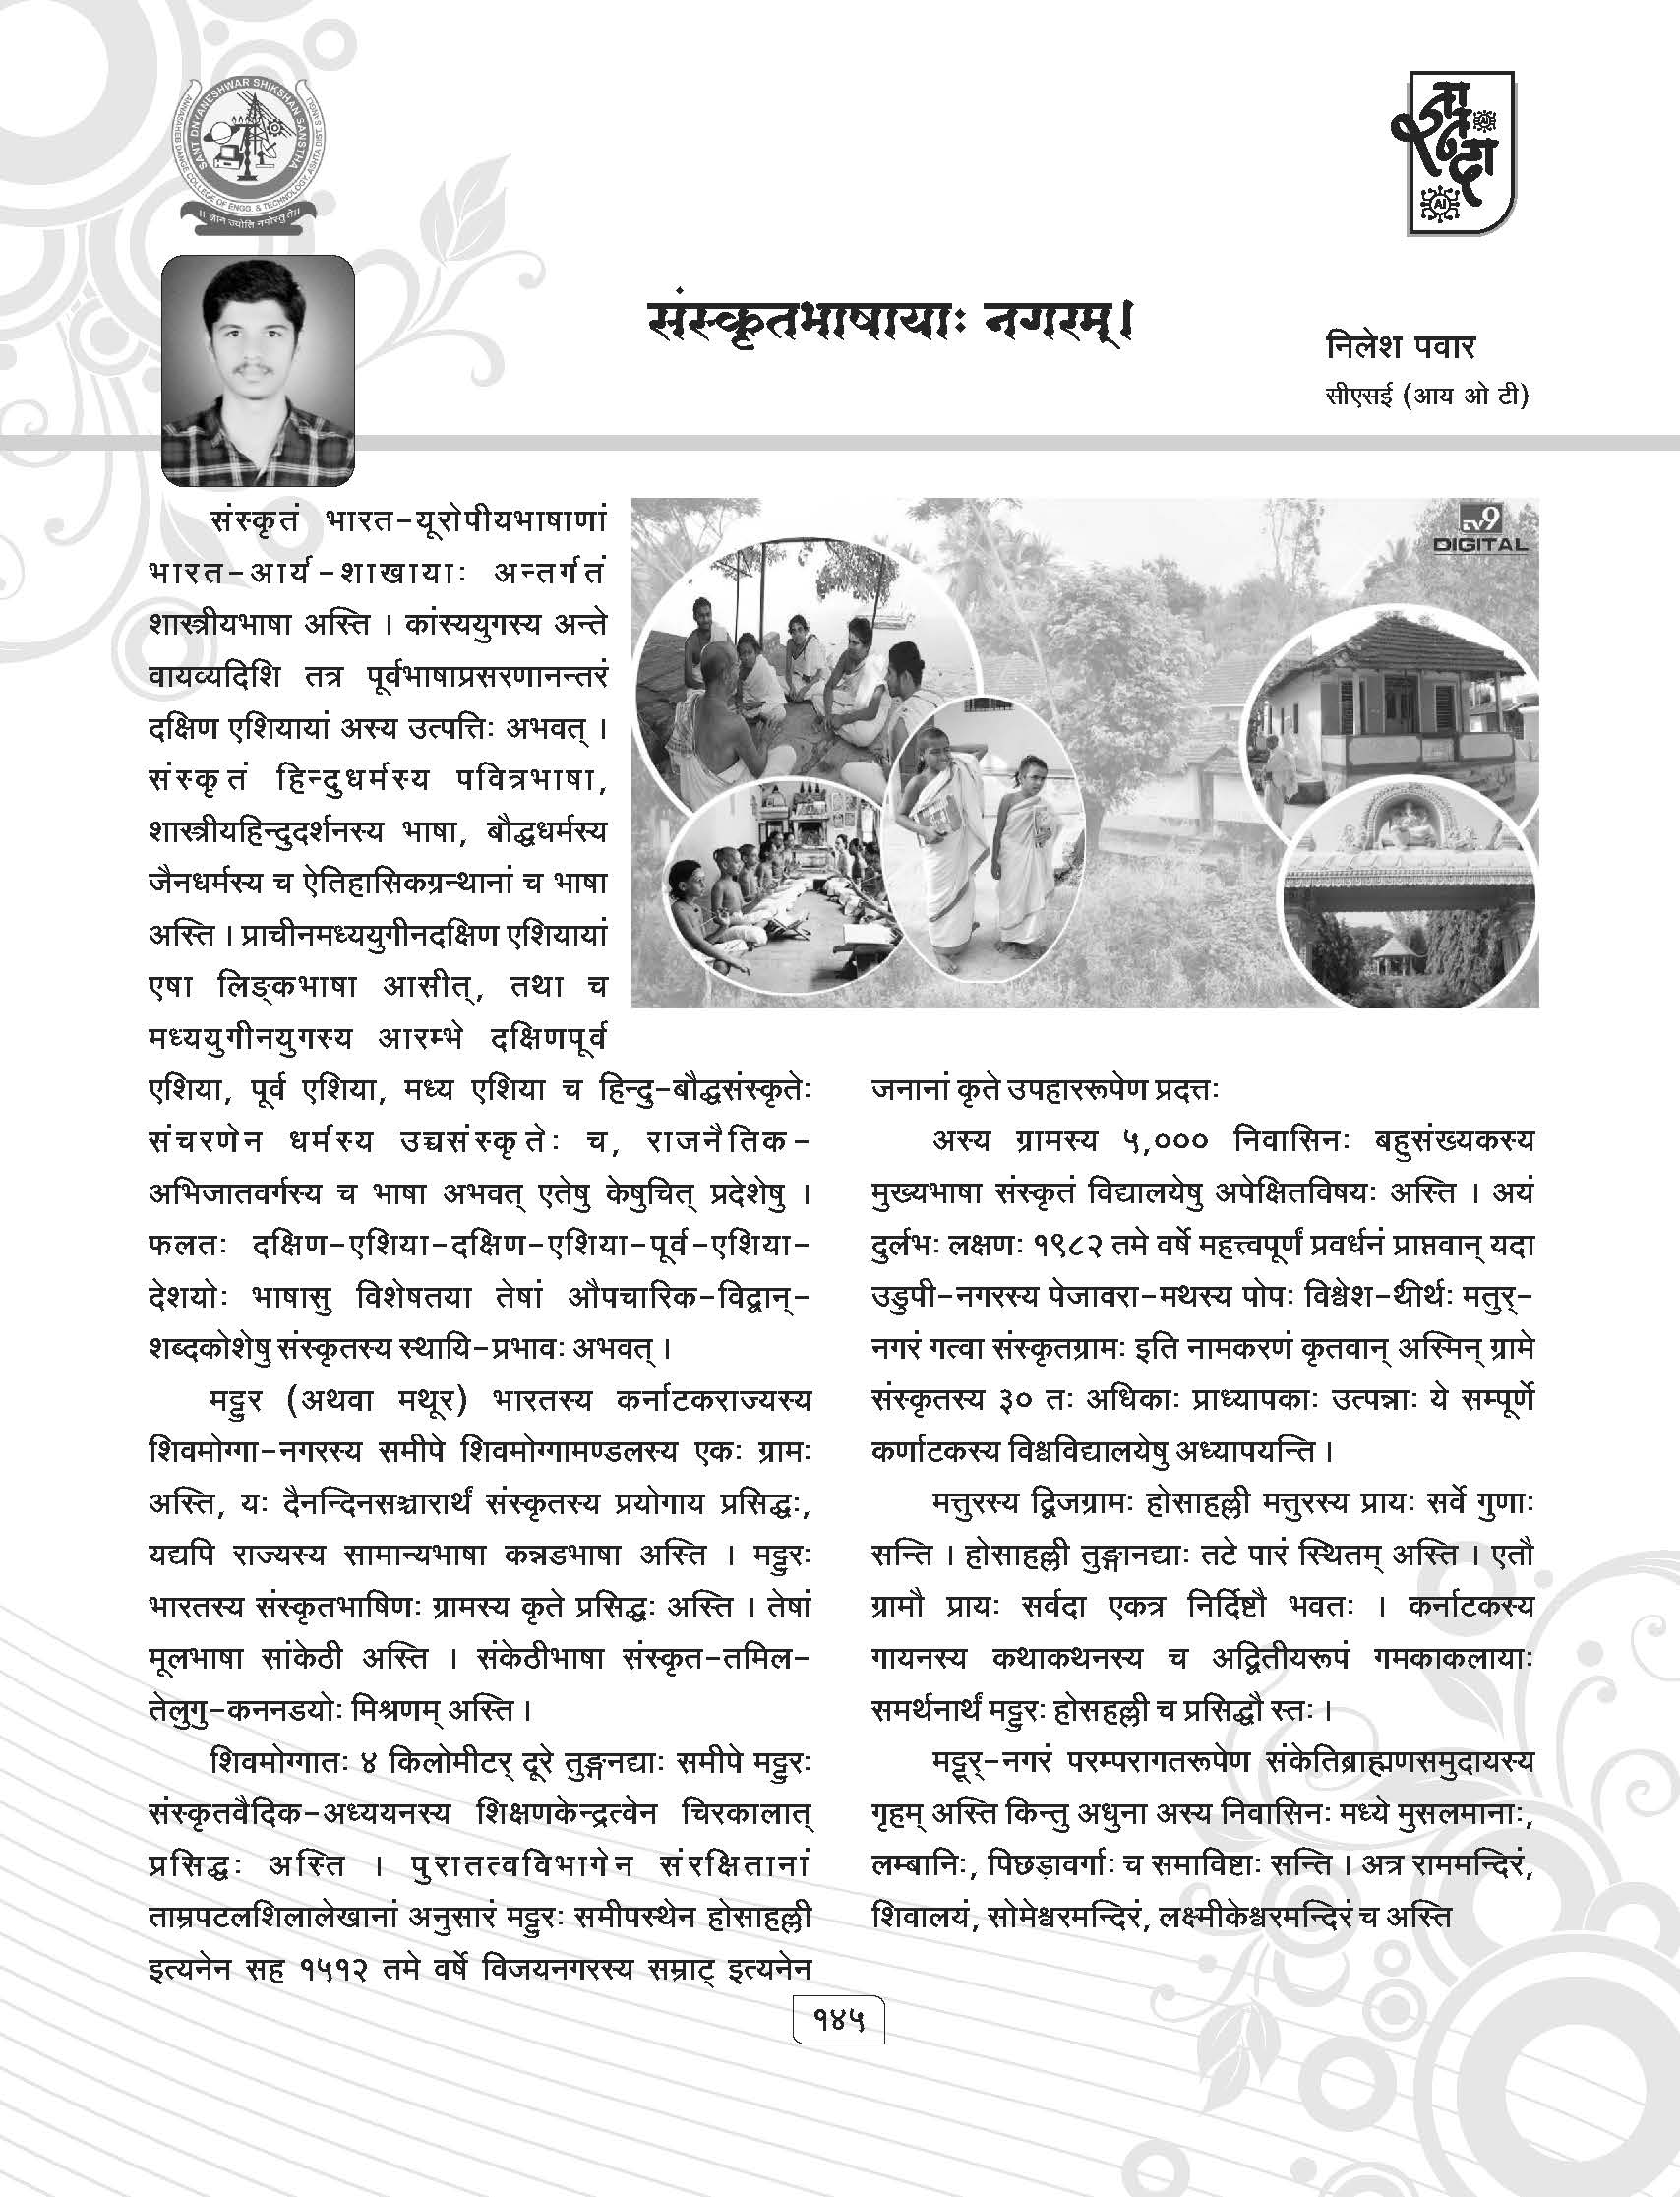 SANT DNYANESHWAR SHIKSHAN SANSTHA
ANNASAHEB DANGE COLLEGE OF ENGG. & TECHNOLOGY, ASHTA DIST. SANGLI
AI
संस्कृतभाषायाः नगरम्।
निलेश पवार
सीएसई (आय ओ टी)
TV9
DIGITAL
संस्कृतं भारत-यूरोपीयभाषाणां
भारत-आर्य-शाखायाः अन्तर्गतं
शास्त्रीयभाषा अस्ति । कांस्ययुगस्य अन्ते
वायव्यदिशि तत्र पूर्वभाषाप्रसरणानन्तरं
दक्षिण एशियायां अस्य उत्पत्तिः अभवत् ।
संस्कृतं हिन्दुधर्मस्य पवित्रभाषा,
शास्त्रीयहिन्दुदर्शनस्य भाषा, बौद्धधर्मस्य
जैनधर्मस्य च ऐतिहासिकग्रन्थानां च भाषा
अस्ति । प्राचीनमध्ययुगीनदक्षिण एशियायां
एषा लिङ्कभाषा आसीत्, तथा च
मध्ययुगीनयुगस्य आरम्भे दक्षिणपूर्व
एशिया, पूर्व एशिया, मध्य एशिया च हिन्दु-बौद्धसंस्कृतेः
संचरणेन धर्मस्य उच्चसंस्कृतेः च, राजनैतिक-
अभिजातवर्गस्य च भाषा अभवत् एतेषु केषुचित् प्रदेशेषु ।
फलतः दक्षिण-एशिया-दक्षिण-एशिया-पूर्व-एशिया-
देशयोः भाषासु विशेषतया तेषां औपचारिक-विद्वान्-
शब्दकोशेषु संस्कृतस्य स्थायि-प्रभावः अभवत् ।
मट्टुर (अथवा मथूर) भारतस्य कर्नाटकराज्यस्य
शिवमोग्गा-नगरस्य समीपे शिवमोग्गामण्डलस्य एकः ग्रामः
अस्ति, यः दैनन्दिनसञ्चारार्थं संस्कृतस्य प्रयोगाय प्रसिद्धः,
यद्यपि राज्यस्य सामान्यभाषा कन्नडभाषा अस्ति । मट्टुरः
भारतस्य संस्कृतभाषिणः ग्रामस्य कृते प्रसिद्धः अस्ति । तेषां
मूलभाषा सांकेठी अस्ति । संकेठीभाषा संस्कृत-तमिल-
तेलुगु-कननडयोः मिश्रणम् अस्ति ।
शिवमोग्गातः ४ किलोमीटर् दूरे तुङ्गनद्याः समीपे मट्टुरः
संस्कृतवैदिक-अध्ययनस्य शिक्षणकेन्द्रत्वेन चिरकालात्
प्रसिद्धः अस्ति । पुरातत्वविभागेन संरक्षितानां
ताम्रपटलशिलालेखानां अनुसारं मट्टुरः समीपस्थेन होसाहल्ली
इत्यनेन सह १५१२ तमे वर्षे विजयनगरस्य सम्राट् इत्यनेन
जनानां कृते उपहाररूपेण प्रदत्तः
अस्य ग्रामस्य ५,००० निवासिनः बहुसंख्यकस्य
मुख्यभाषा संस्कृतं विद्यालयेषु अपेक्षितविषयः अस्ति । अयं
दुर्लभः लक्षणः १९८२ तमे वर्षे महत्त्वपूर्णं प्रवर्धनं प्राप्तवान् यदा
उडुपी-नगरस्य पेजावरा-मथस्य पोपः विश्वेश-थीर्थः मतुर्-
नगरं गत्वा संस्कृतग्रामः इति नामकरणं कृतवान् अस्मिन् ग्रामे
संस्कृतस्य ३० तः अधिकाः प्राध्यापकाः उत्पन्नाः ये सम्पूर्णे
कर्णाटकस्य विश्वविद्यालयेषु अध्यापयन्ति ।
मत्तुरस्य द्विजग्रामः होसाहल्ली मत्तुरस्य प्रायः सर्वे गुणाः
सन्ति । होसाहल्ली तुङ्गानद्याः तटे पारं स्थितम् अस्ति । एतौ
ग्रामौ प्रायः सर्वदा एकत्र निर्दिष्टौ भवतः । कर्नाटकस्य
गायनस्य कथाकथनस्य च अद्वितीयरूपं गमकाकलायाः
समर्थनार्थं मट्टुरः होसहल्ली च प्रसिद्धौ स्तः ।
मट्टूर्-नगरं परम्परागतरूपेण संकेतिब्राह्मणसमुदायस्य
गृहम् अस्ति किन्तु अधुना अस्य निवासिनः मध्ये मुसलमानाः,
लम्बानिः, पिछड़ावर्गाः च समाविष्टाः सन्ति । अत्र राममन्दिरं,
शिवालयं, सोमेश्वरमन्दिरं, लक्ष्मीकेश्वरमन्दिरं च अस्ति
१४५